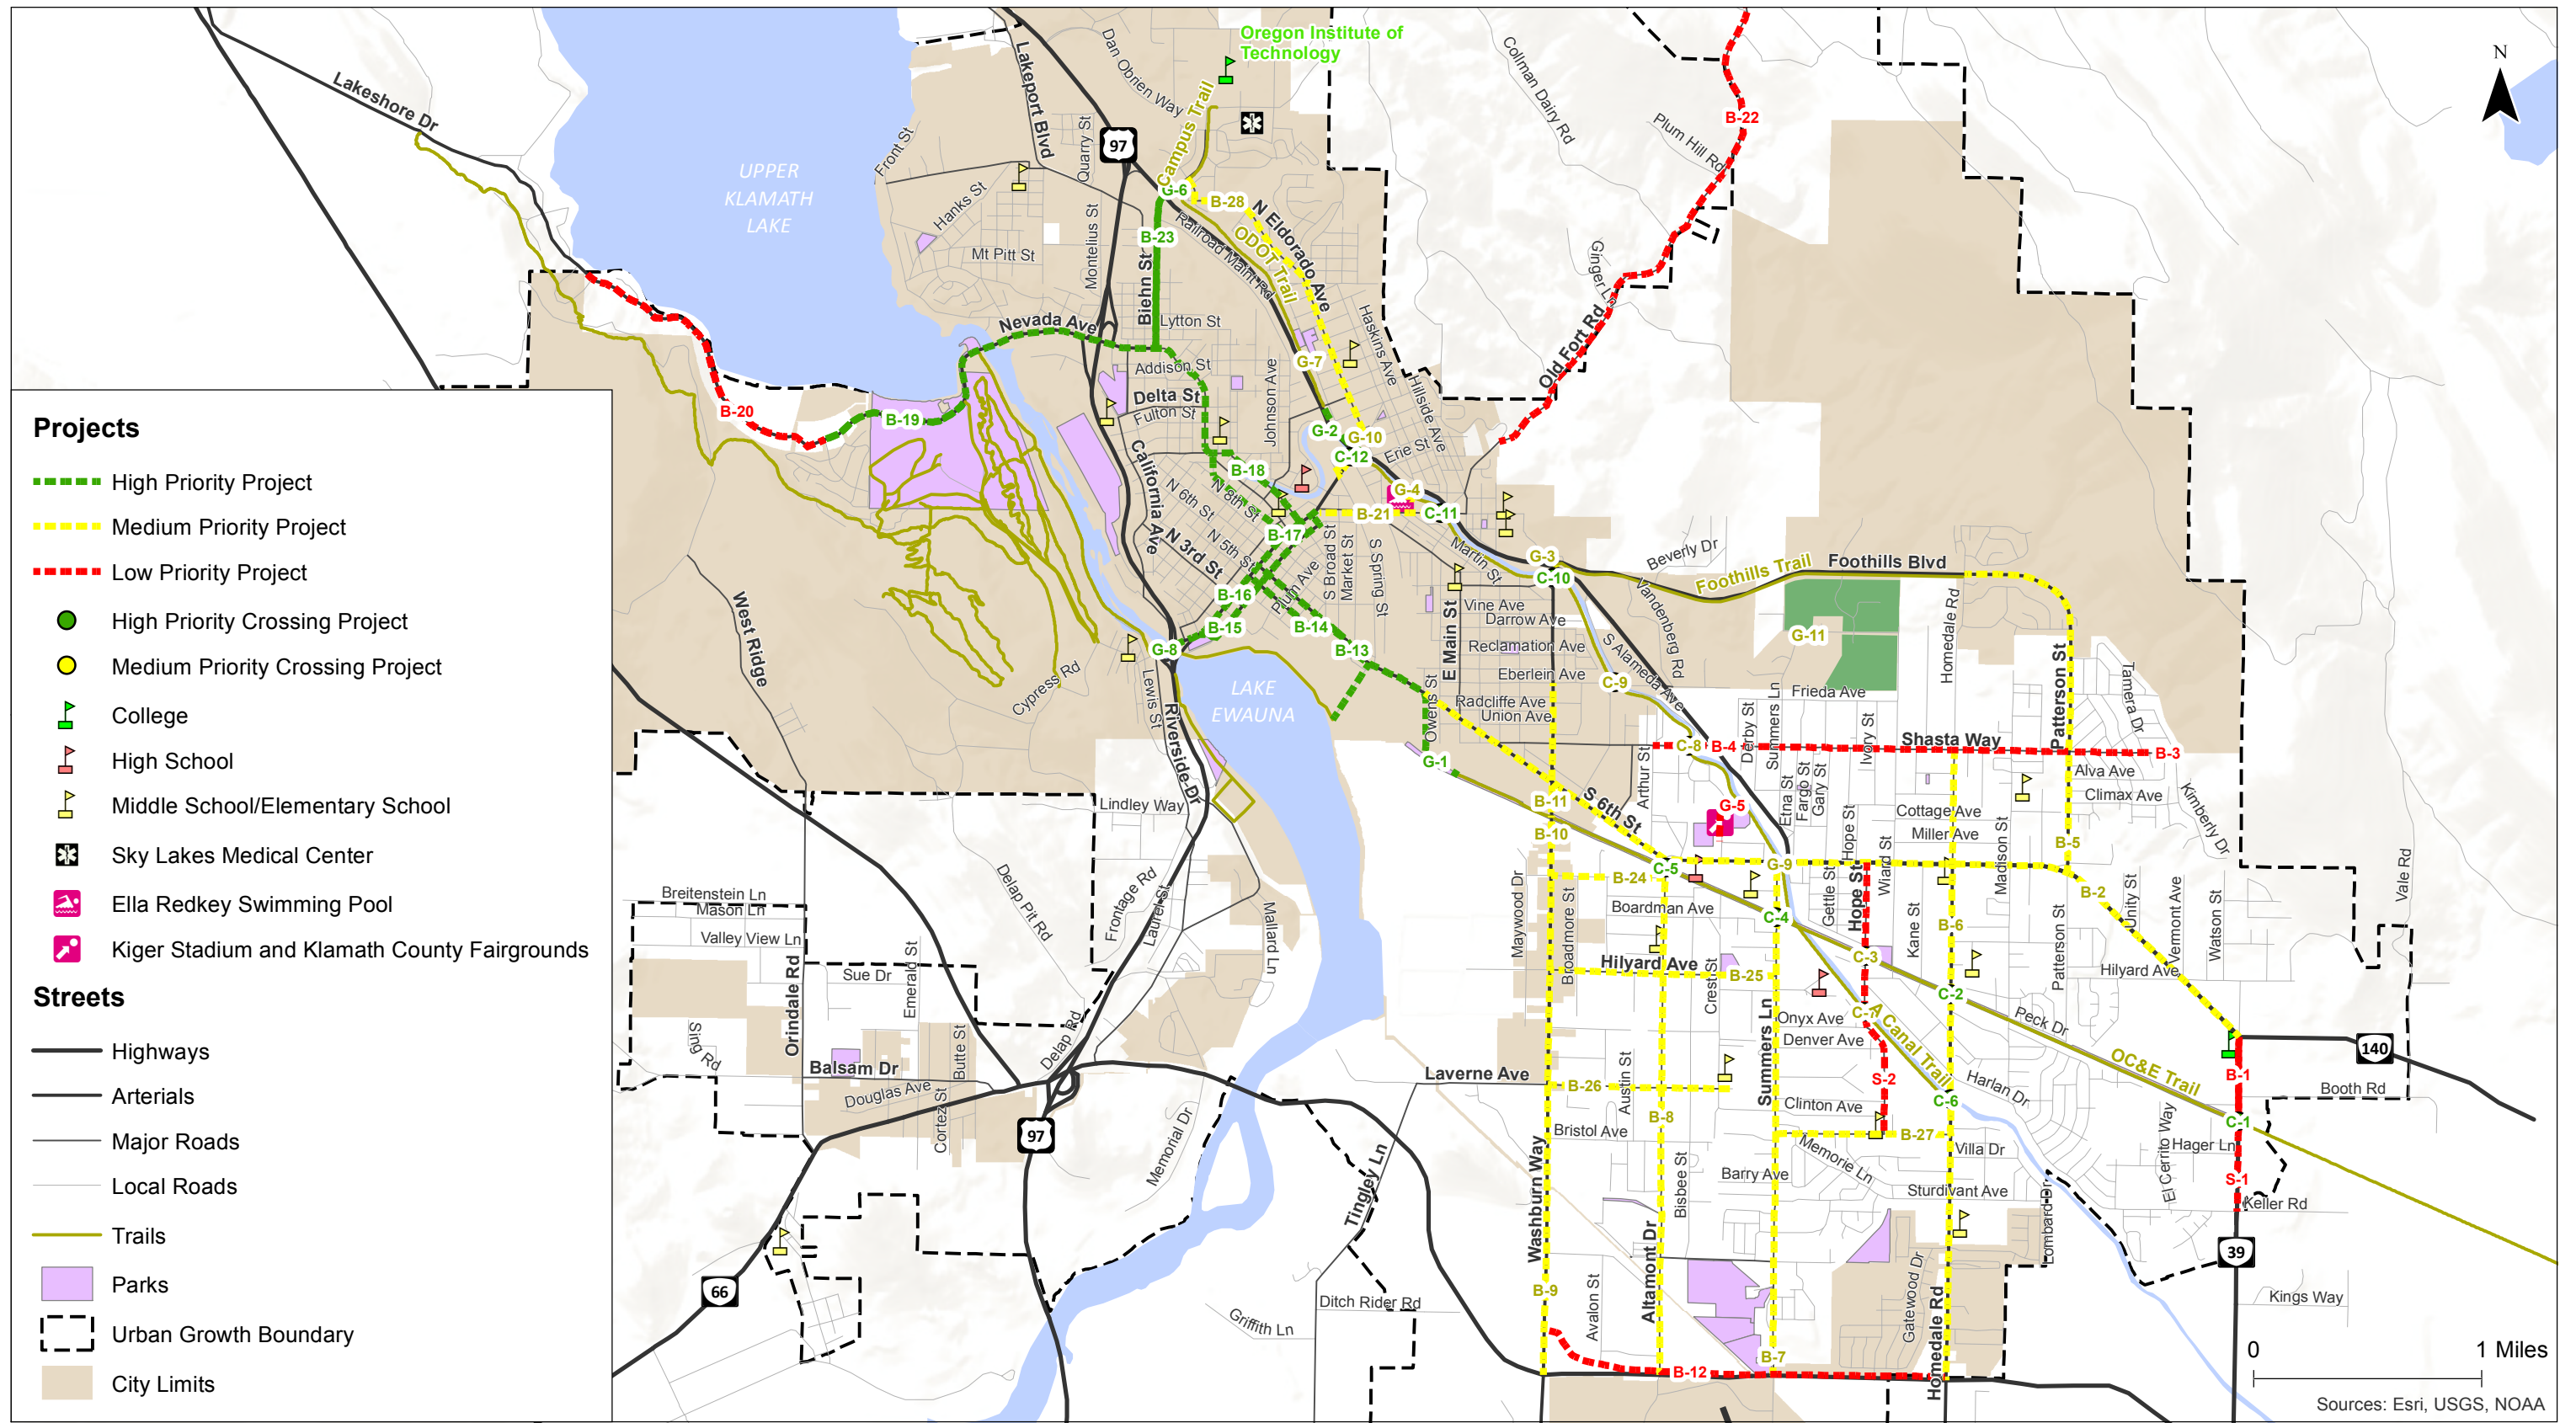 Oregon Institute of
Technology
N
Lakeshore Dr
Lakeport Blvd
Dan Obrien Way
Campus Trail
Collman Dairy Rd
Plum Hill Rd
B-22
97
Quarry St
Front St
UPPER
KLAMATH
LAKE
Hanks St
G-6
B-28
N Eldorado Ave
ODOT Trail
Railroad Maint Rd
B-23
Mt Pitt St
Montelius St
Biehn St
Ginger Ln
Old Fort Rd
Nevada Ave
Lytton St
Haskins Ave
Addison St
G-7
Johnson Ave
Hillside Ave
Delta St
Fulton St
B-20
B-19
G-2
G-10
C-12
Erie St
California Ave
B-18
N 8th St
N 6th St
N 5th St
N 3rd St
G-4
B-21
C-11
B-17
Plum Ave
S Broad St
Market St
S Spring St
Martin St
G-3
C-10
Beverly Dr
Foothills Trail
Foothills Blvd
Vandenberg Rd
Homedale Rd
B-16
B-15
B-14
B-13
G-8
Vine Ave
Darrow Ave
E Main St
Reclamation Ave
Eberlein Ave
S Alameda Ave
C-9
G-11
Frieda Ave
Patterson St
Tamera Dr
West Ridge
Cypress Rd
Lewis St
Riverside Dr
LAKE
EWAUNA
Owens St
Radcliffe Ave
Union Ave
G-1
Arthur St
C-8
B-4
Derby St
Summers Ln
Ivory St
Shasta Way
B-3
Alva Ave
Climax Ave
Kimberly Dr
Lindley Way
B-11
B-10
S 6th St
G-5
Etna St
Fargo St
Gary St
Hope St
Cottage Ave
Miller Ave
Wiard St
Madison St
B-5
Vale Rd
C-5
G-9
B-24
B-2
Breitenstein Ln
Mason Ln
Valley View Ln
Sue Dr
Emerald St
Orindale Rd
Delap Pit Rd
Frontage Rd
Laurel St
Mallard Ln
Maywood Dr
Broadmore St
Boardman Ave
C-4
Gettle St
Hope St
Kane St
B-6
Patterson St
Unity St
Vermont Ave
Watson St
Hilyard Ave
B-25
Crest St
C-3
C-2
Hilyard Ave
Peck Dr
Sing Rd
Butte St
Delap Rd
Balsam Dr
Douglas Ave
Cortez St
97
Memorial Dr
66
Laverne Ave
Onyx Ave
Denver Ave
A Canal Trail
Summers Ln
Austin St
B-26
B-8
S-2
C-6
Harlan Dr
OC&E Trail
140
B-1
Booth Rd
C-1
Clinton Ave
Bristol Ave
B-27
Memorie Ln
Villa Dr
El Cerrito Way
Hager Ln
Washburn Way
Bisbee St
Barry Ave
Sturdivant Ave
S-1
Keller Rd
Tingley Ln
Lombard Dr
39
Altamont Dr
B-9
Avalon St
Ditch Rider Rd
Griffith Ln
Gatewood Dr
Homedale Rd
Kings Way
B-7
B-12
0 1 Miles
Sources: Esri, USGS, NOAA
Projects
High Priority Project
Medium Priority Project
Low Priority Project
High Priority Crossing Project
Medium Priority Crossing Project
College
High School
Middle School/Elementary School
Sky Lakes Medical Center
Ella Redkey Swimming Pool
Kiger Stadium and Klamath County Fairgrounds
Streets
Highways
Arterials
Major Roads
Local Roads
Trails
Parks
Urban Growth Boundary
City Limits